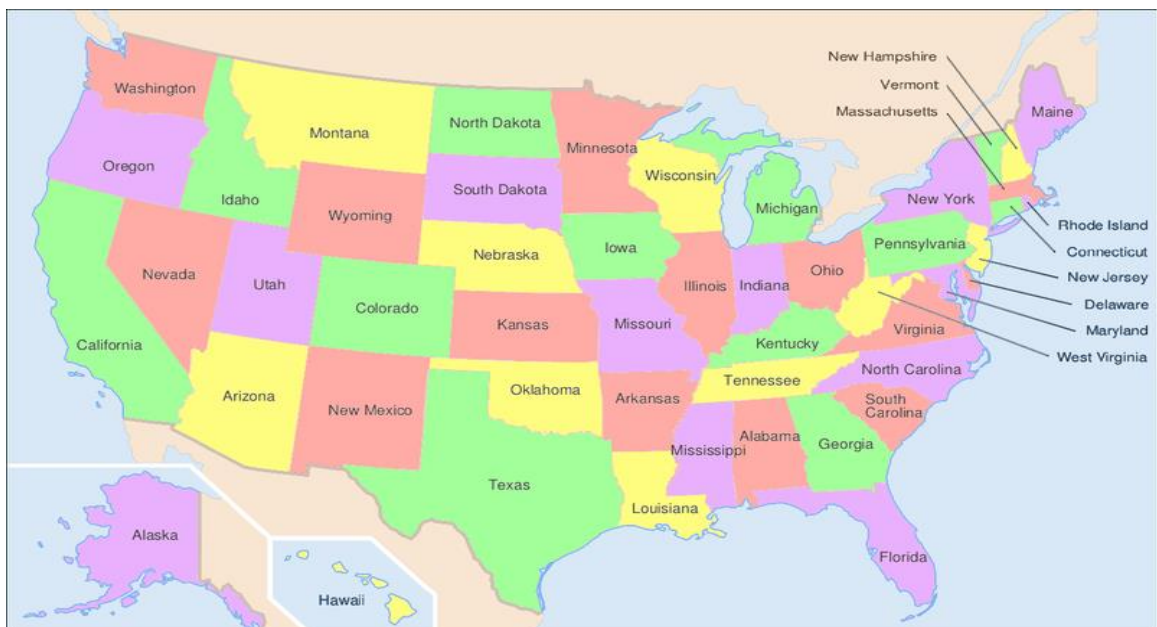 New Hampshire
Vermont
Massachusetts
Washington
Montana
North Dakota
Minnesota
Maine
Oregon
Idaho
South Dakota
Wisconsin
Wyoming
Michigan
New York
Rhode Island
Connecticut
Nevada
Utah
Nebraska
Iowa
Pennsylvania
New Jersey
Delaware
Maryland
West Virginia
California
Colorado
Kansas
Missouri
Illinois
Indiana
Ohio
Kentucky
Virginia
Arizona
New Mexico
Oklahoma
Arkansas
Tennessee
North Carolina
South
Carolina
Texas
Louisiana
Mississippi
Alabama
Georgia
Florida
Alaska
Hawaii